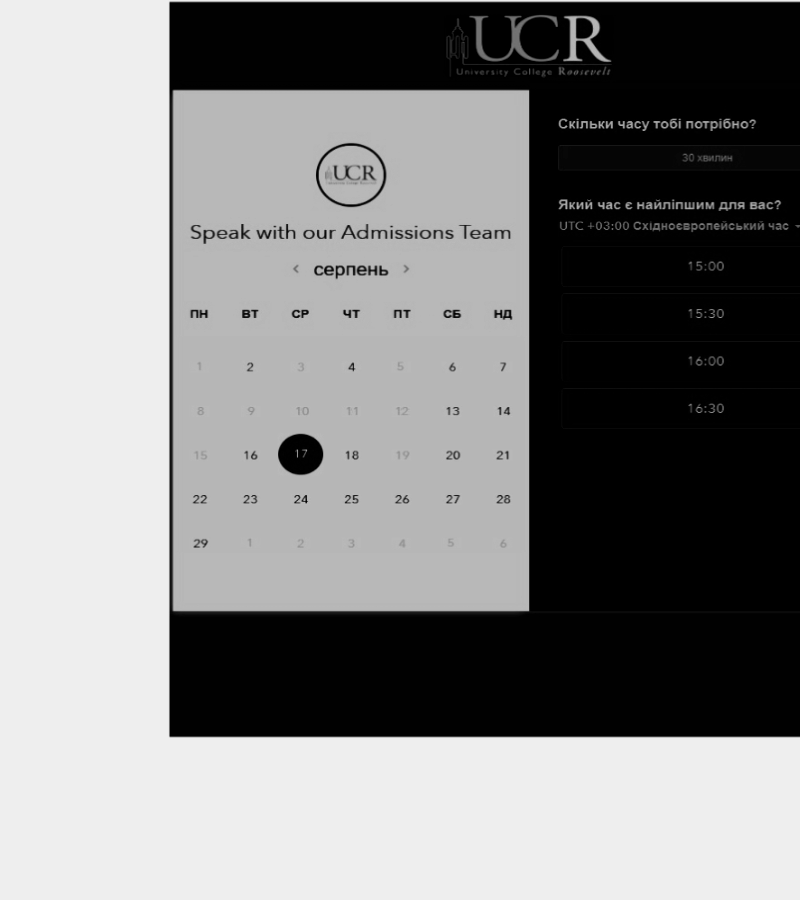 UCR
University College Roosevelt
UCR
Speak with our Admissions Team
< серпень >
ПН ВТ СР ЧТ ПТ СБ НД
1 2 3 4 5 6 7
8 9 10 11 12 13 14
15 16 17 18 19 20 21
22 23 24 25 26 27 28
29 1 2 3 4 5 6
Скільки часу тобі потрібно?
30 хвилин
Який час є найліпшим для вас?
UTC +03:00 Східноєвропейський час
15:00
15:30
16:00
16:30